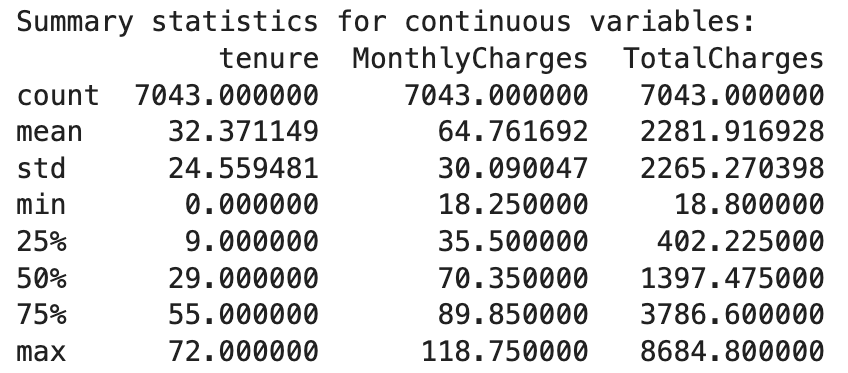 Summary statistics for continuous variables:
tenure MonthlyCharges TotalCharges
count 7043.000000 7043.000000 7043.000000
mean 32.371149 64.761692 2281.916928
std 24.559481 30.090047 2265.270398
min 0.000000 18.250000 18.800000
25% 9.000000 35.500000 402.225000
50% 29.000000 70.350000 1397.475000
75% 55.000000 89.850000 3786.600000
max 72.000000 118.750000 8684.800000